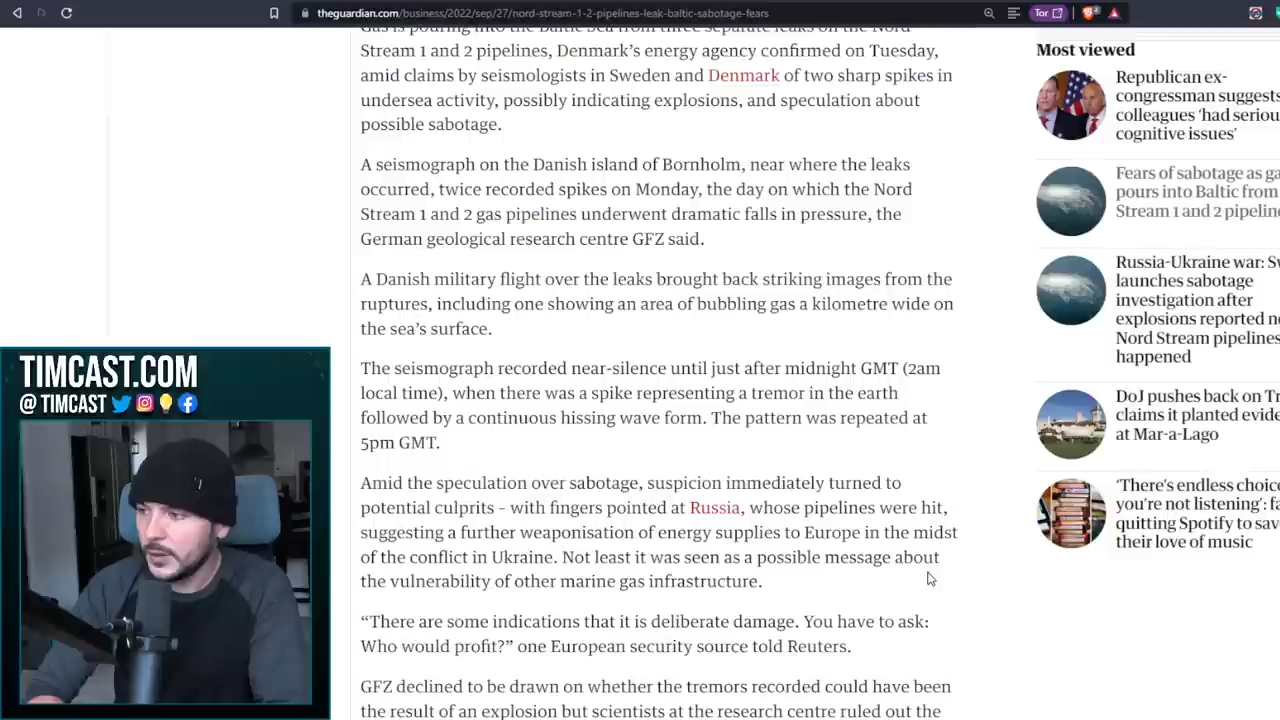 theguardian.com/business/2022/sep/27/nord-stream-1-2-pipelines-leak-baltic-sabotage-fears
Tor
2
Gas is pouring into the Baltic Sea from three separate leaks on the Nord
Stream 1 and 2 pipelines, Denmark’s energy agency confirmed on Tuesday,
amid claims by seismologists in Sweden and Denmark of two sharp spikes in
undersea activity, possibly indicating explosions, and speculation about
possible sabotage.
A seismograph on the Danish island of Bornholm, near where the leaks
occurred, twice recorded spikes on Monday, the day on which the Nord
Stream 1 and 2 gas pipelines underwent dramatic falls in pressure, the
German geological research centre GFZ said.
A Danish military flight over the leaks brought back striking images from the
ruptures, including one showing an area of bubbling gas a kilometre wide on
the sea’s surface.
The seismograph recorded near-silence until just after midnight GMT (2am
local time), when there was a spike representing a tremor in the earth
followed by a continuous hissing wave form. The pattern was repeated at
5pm GMT.
Amid the speculation over sabotage, suspicion immediately turned to
potential culprits – with fingers pointed at Russia, whose pipelines were hit,
suggesting a further weaponisation of energy supplies to Europe in the midst
of the conflict in Ukraine. Not least it was seen as a possible message about
the vulnerability of other marine gas infrastructure.
“There are some indications that it is deliberate damage. You have to ask:
Who would profit?” one European security source told Reuters.
GFZ declined to be drawn on whether the tremors recorded could have been
the result of an explosion but scientists at the research centre ruled out the
Most viewed
Republican ex-
congressman suggests
colleagues ‘had seriou
cognitive issues’
Fears of sabotage as ga
pours into Baltic from
Stream 1 and 2 pipelin
Russia-Ukraine war: Sw
launches sabotage
investigation after
explosions reported ne
Nord Stream pipelines
happened
DoJ pushes back on Tr
claims it planted evide
at Mar-a-Lago
‘There’s endless choice
you’re not listening’: fa
quitting Spotify to sav
their love of music
TIMCAST.COM
@ TIMCAST